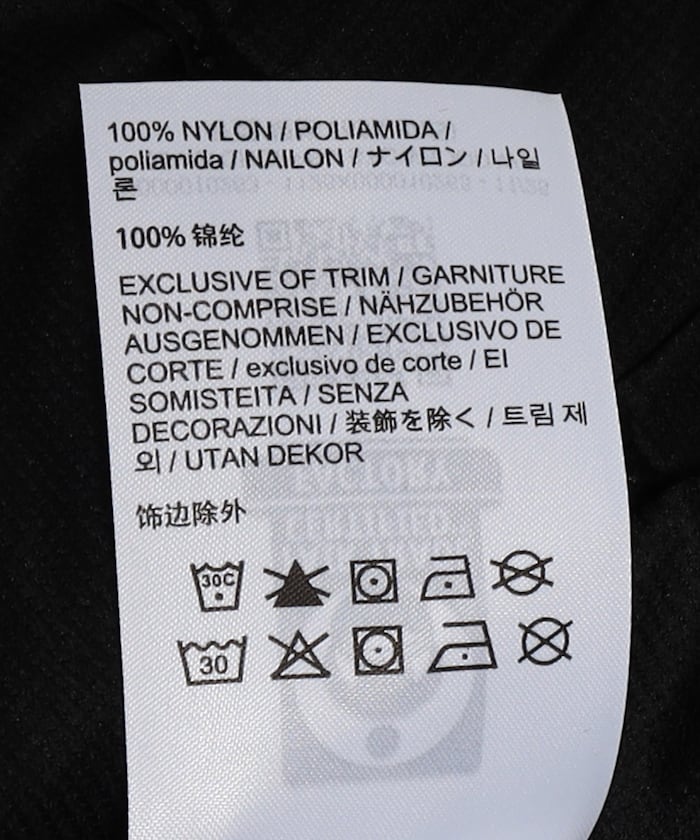 100% NYLON / POLIAMIDA /
poliamida / NAILON / ナイロン / 나일
론
100% 锦纶
EXCLUSIVE OF TRIM / GARNITURE
NON-COMPRISE / NÄHZUBEHÖR
AUSGENOMMEN / EXCLUSIVO DE
CORTE / exclusivo de corte / EI
SOMISTEITA / SENZA
DECORAZIONI / 装飾を除く / 트림 제
외 / UTAN DEKOR
饰边除外
30C
30